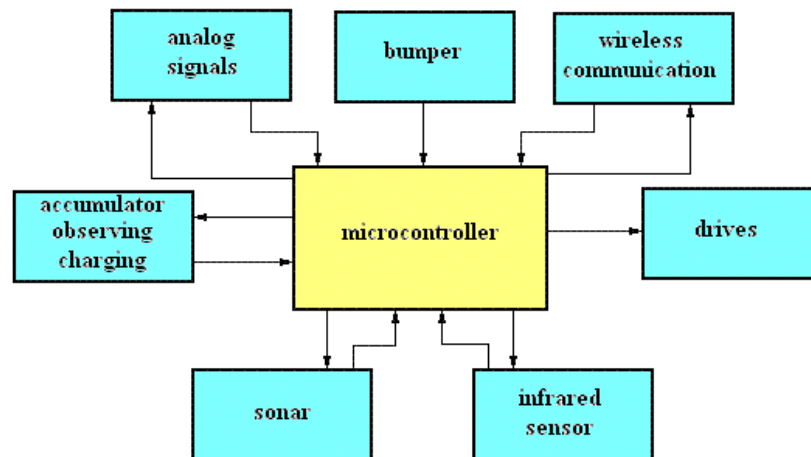 analog
signals
bumper
wireless
communication
accumulator
observing
charging
microcontroller
drives
sonar
infrared
sensor